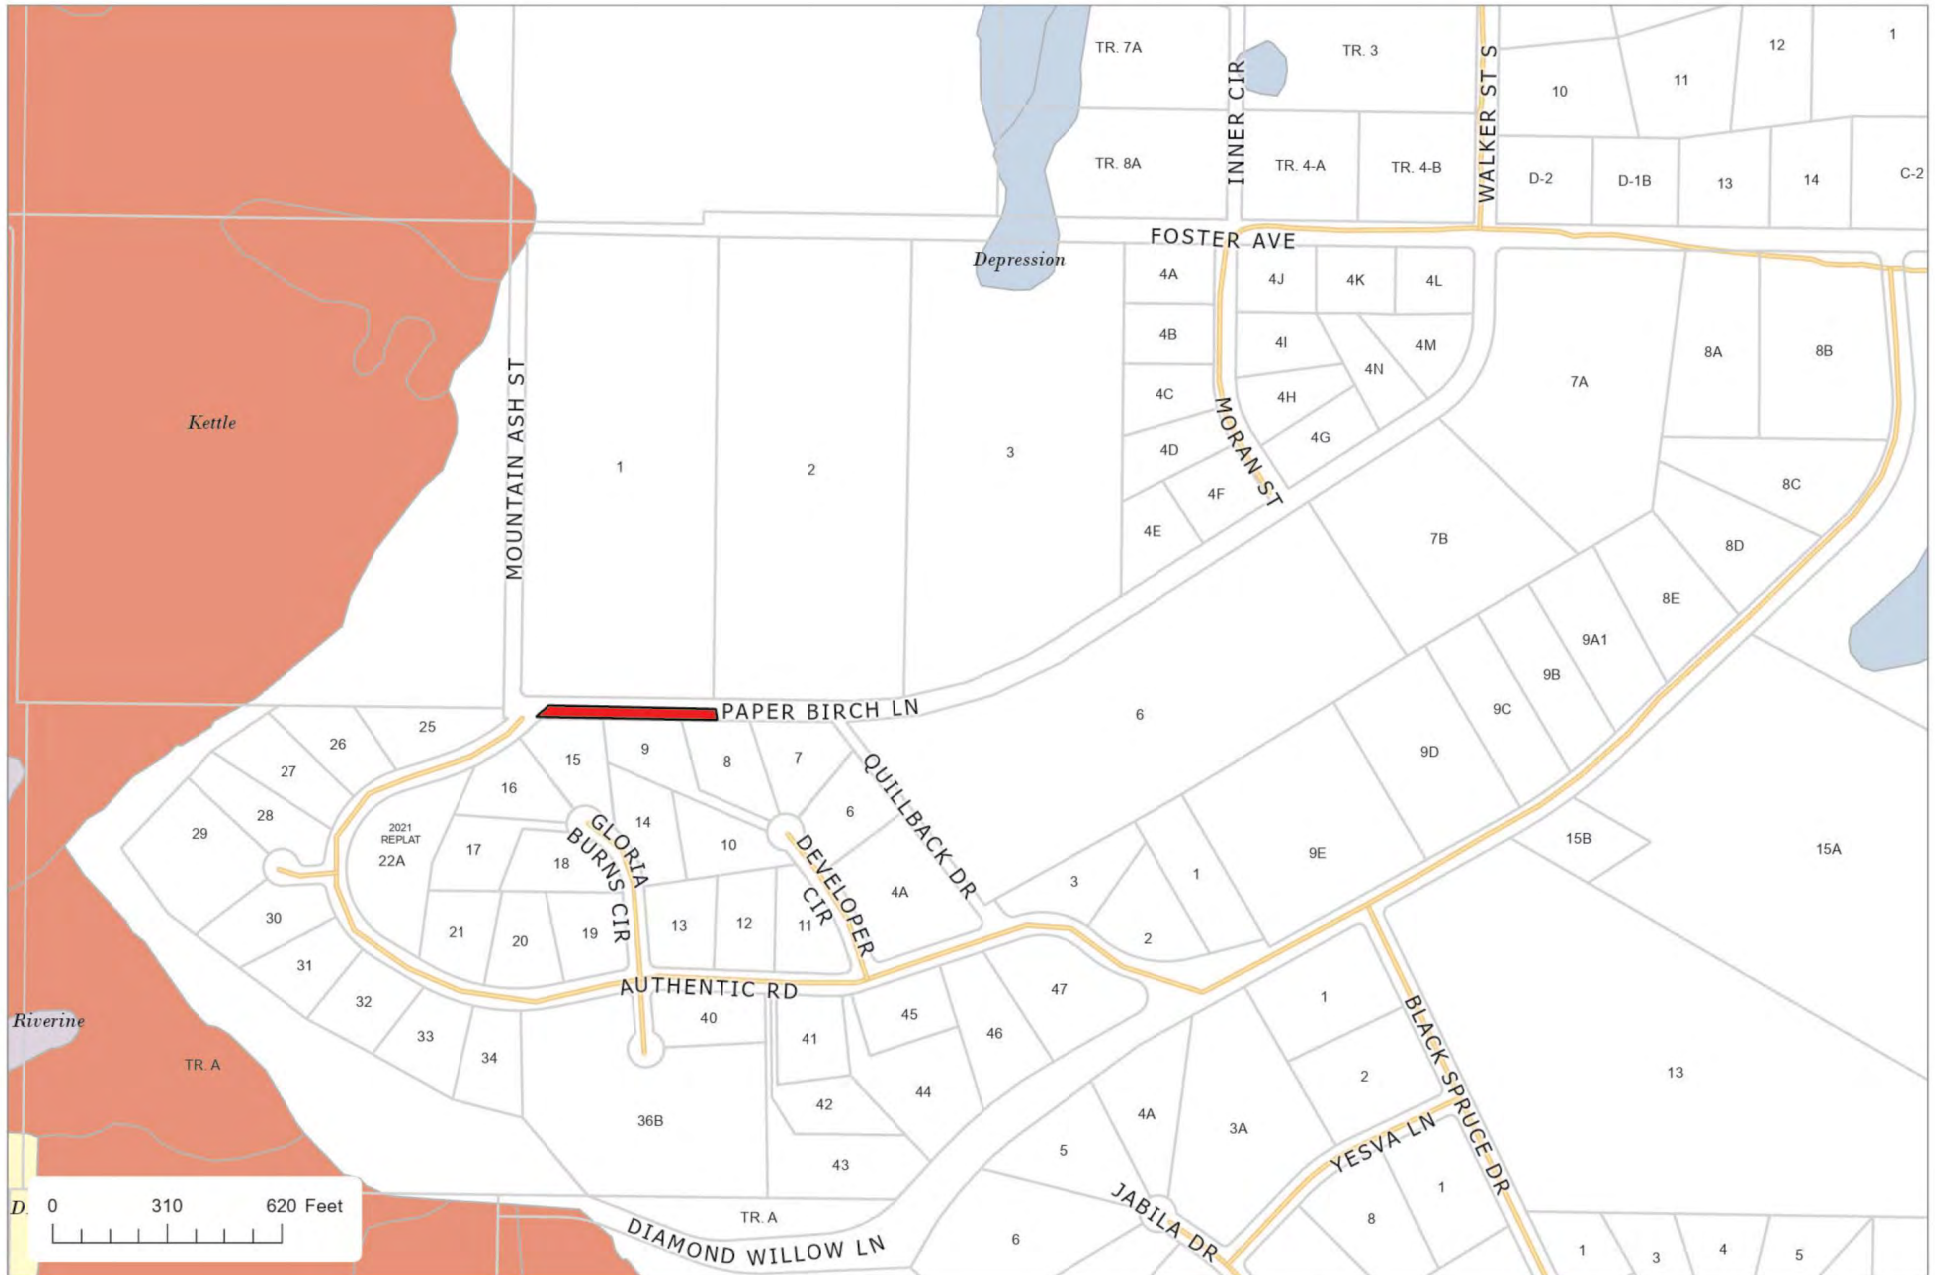 TR. 7A
TR. 3
12
1
10
11
INNER CIR
WALKER ST S
TR. 8A
TR. 4-A
TR. 4-B
D-2
D-1B
13
14
C-2
FOSTER AVE
Depression
4A
4J
4K
4L
4B
4I
4M
4N
8A
8B
7A
4C
4H
MORAN ST
4G
4D
Kettle
MOUNTAIN ASH ST
1
2
3
4F
4E
7B
8C
8D
8E
9A1
9B
9C
9D
6
PAPER BIRCH LN
25
26
27
28
29
15
9
8
7
16
QUILLBACK DR
6
2021
REPLAT
22A
17
18
GLORIA
BURNS CIR
14
10
DEVELOPER
CIR
4A
3
1
9E
15B
15A
30
21
20
19
13
12
11
2
31
AUTHENTIC RD
32
33
34
40
41
45
46
47
1
BLACK SPRUCE DR
Riverine
TR. A
42
44
2
13
36B
4A
3A
YESVA LN
43
5
1
8
JABILA DR
D.
0
310
620 Feet
TR. A
DIAMOND WILLOW LN
6
1
3
4
5